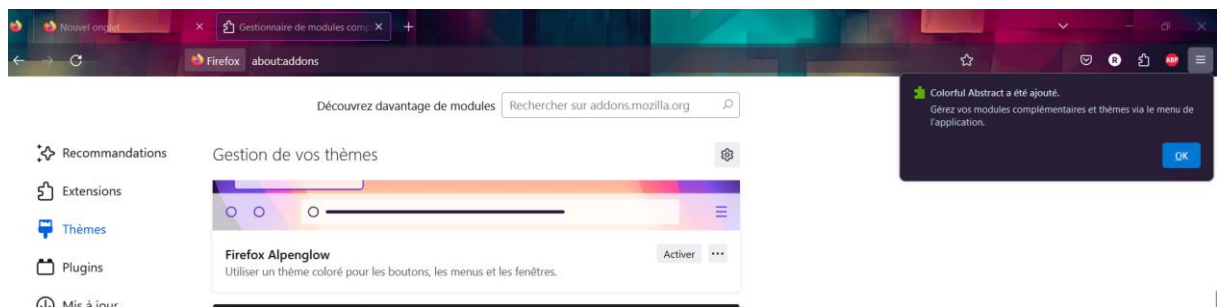 Nouvel onglet
Gestionnaire de modules comp
Firefox about:addons
R
ABP
Colorful Abstract a été ajouté.
Gérez vos modules complémentaires et thèmes via le menu de
l'application.
OK
Découvrez davantage de modules Rechercher sur addons.mozilla.org
Recommandations
Extensions
Thèmes
Plugins
Mis à jour
Gestion de vos thèmes
Firefox Alpenglow
Utiliser un thème coloré pour les boutons, les menus et les fenêtres.
Activer